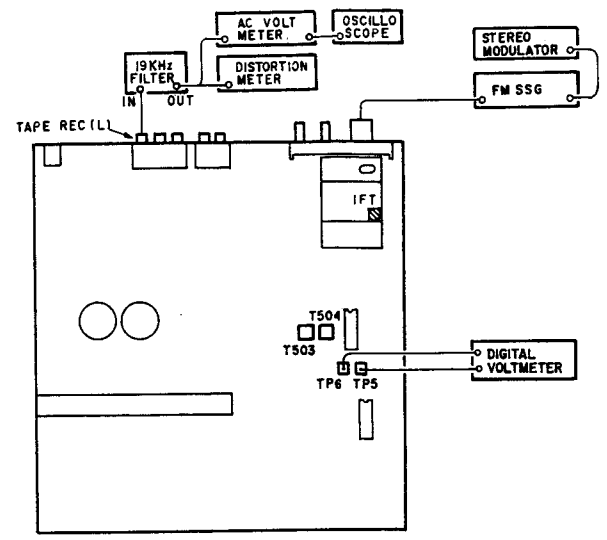 AC VOLT
METER.
OSCILLO
SCOPE
STEREO
MODULATOR
19KHz
FILTER
DISTORTION
METER
IN
OUT
FM SSG
TAPE REC(L)
IFT
T504
T503
DIGITAL
VOLTMETER
TP6 TP5